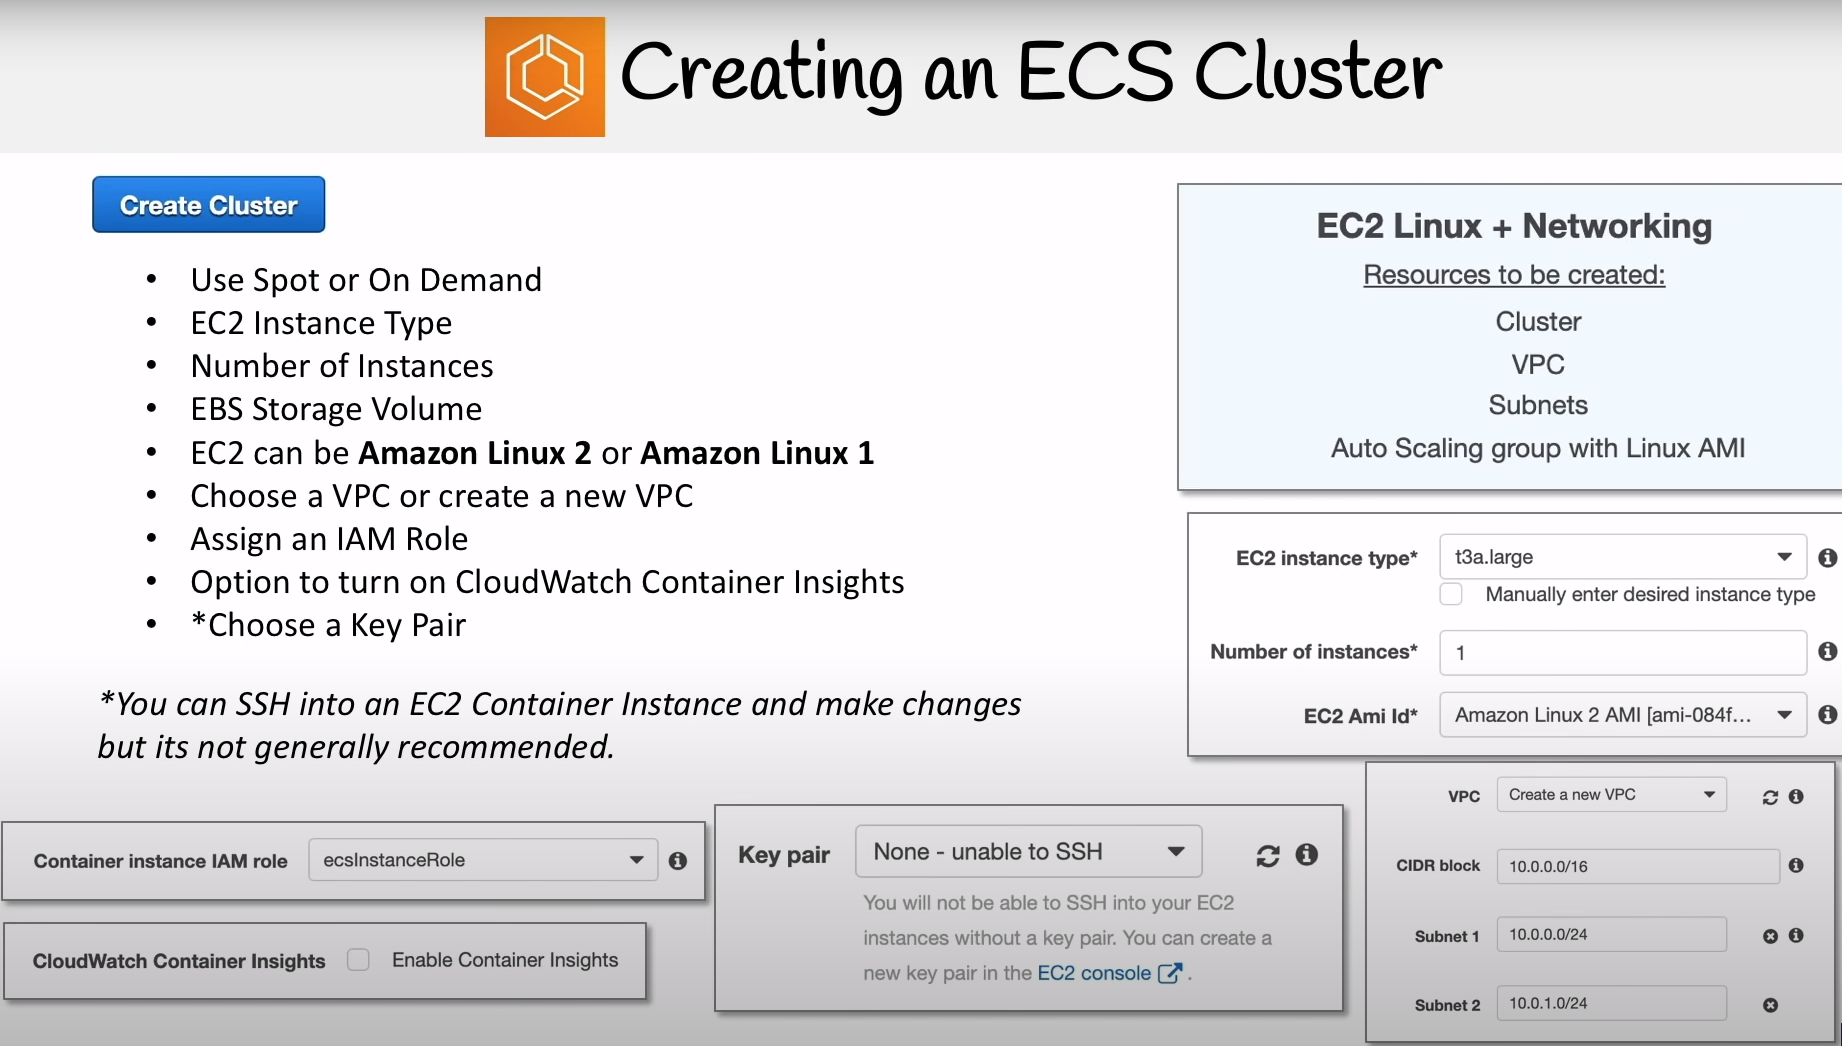 Creating an ECS Cluster
Create Cluster
• Use Spot or On Demand
• EC2 Instance Type
• Number of Instances
• EBS Storage Volume
• EC2 can be Amazon Linux 2 or Amazon Linux 1
• Choose a VPC or create a new VPC
• Assign an IAM Role
• Option to turn on CloudWatch Container Insights
• *Choose a Key Pair
*You can SSH into an EC2 Container Instance and make changes
but its not generally recommended.
EC2 Linux + Networking
Resources to be created:
Cluster
VPC
Subnets
Auto Scaling group with Linux AMI
EC2 instance type* t3a.large
Manually enter desired instance type
Number of instances* 1
EC2 Ami Id* Amazon Linux 2 AMI [ami-084f...
Container instance IAM role ecsInstanceRole
CloudWatch Container Insights Enable Container Insights
Key pair None - unable to SSH
You will not be able to SSH into your EC2
instances without a key pair. You can create a
new key pair in the EC2 console .
VPC Create a new VPC
CIDR block 10.0.0.0/16
Subnet 1 10.0.0.0/24
Subnet 2 10.0.1.0/24